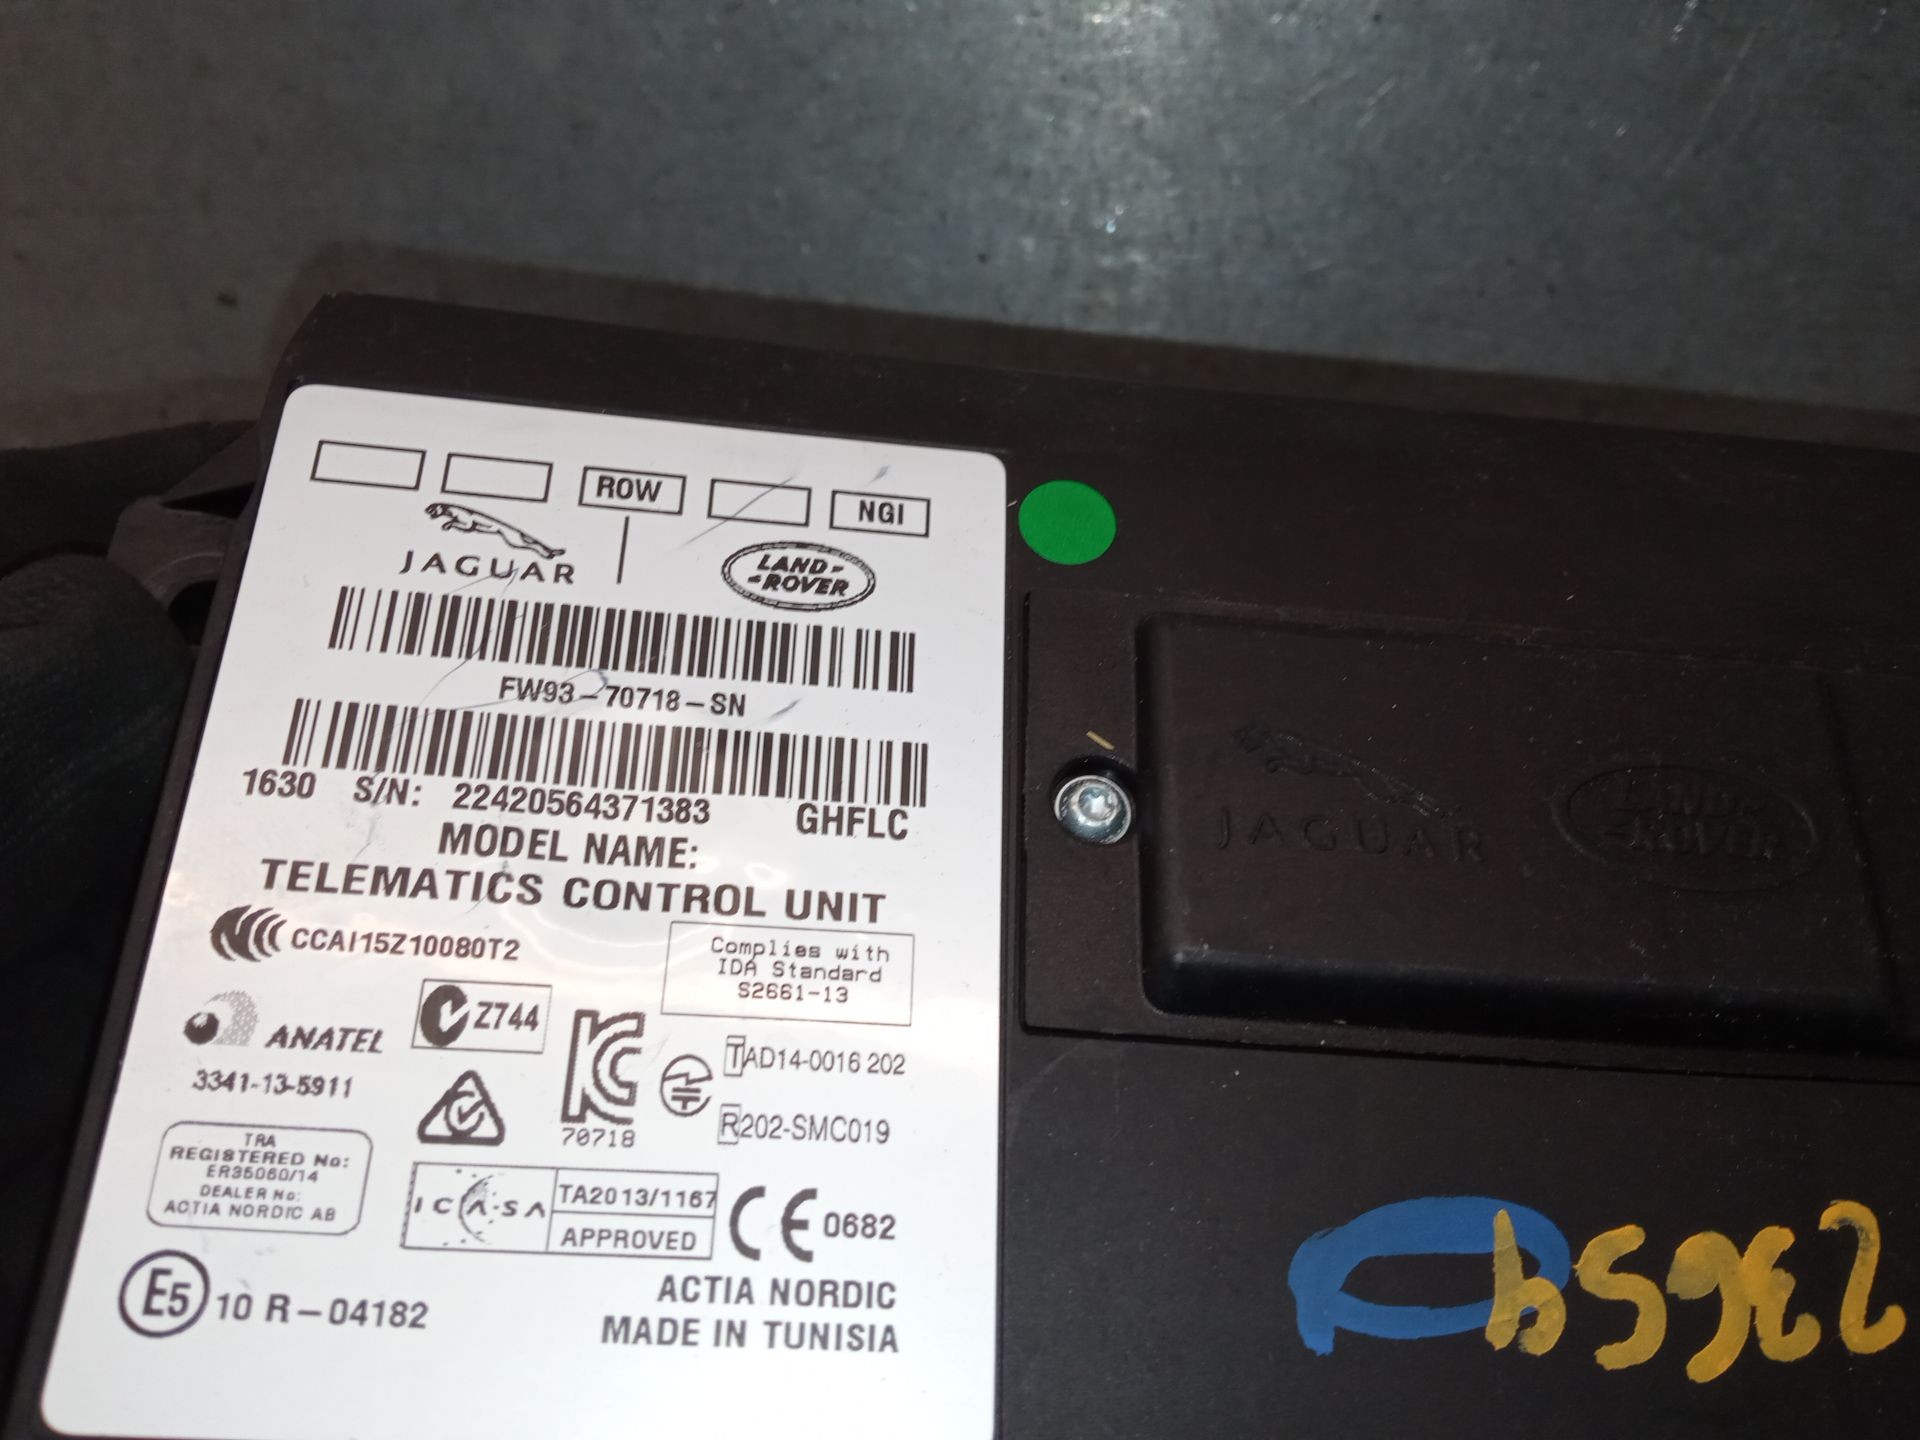 ROW NGI
JAGUAR
LAND-
-ROVER
FW93-70718-SN
1630 S/N: 22420564371383 GHFLC
MODEL NAME:
TELEMATICS CONTROL UNIT
CCAI15Z10080T2
Complies with
IDA Standard
S2661-13
ANATEL
3341-13-5911
Z744
70718
TAD14-0016 202
R202-SMC019
TRA
REGISTERED No:
ER35060/14
DEALER No:
ACTIA NORDIC AB
ICASA
TA2013/1167
APPROVED
CE 0682
E5 10 R-04182
ACTIA NORDIC
MADE IN TUNISIA
JAGUAR
LAND-
-ROVER